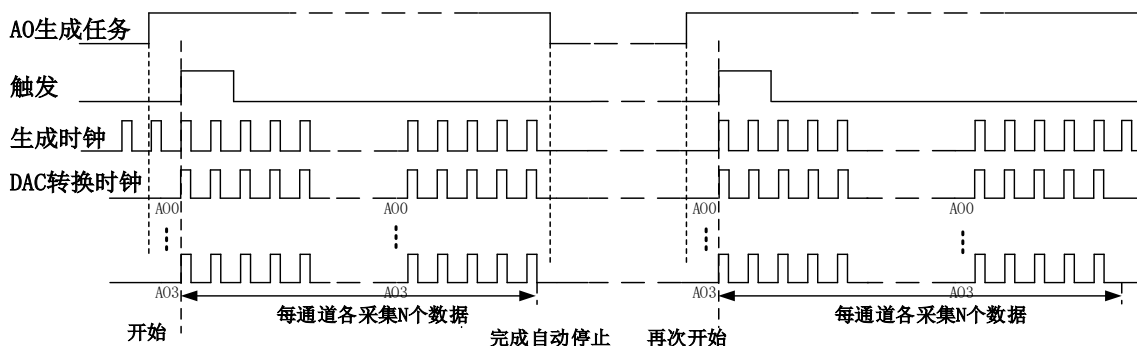 AO生成任务
触发
生成时钟
DAC转换时钟
AO0 AO0 AO0 AO0
AO3 AO3 AO3 AO3
每通道各采集N个数据 每通道各采集N个数据
开始 完成自动停止 再次开始